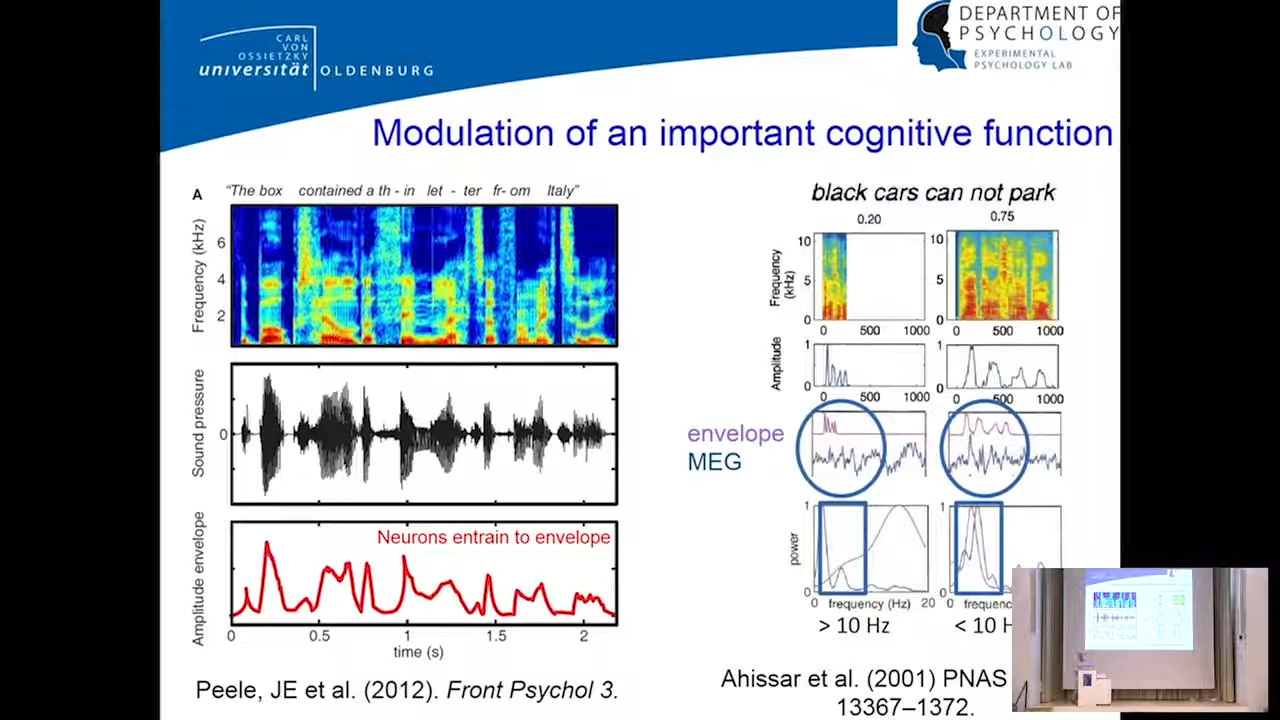 CARL
VON
OSSIETZKY
universität OLDENBURG
DEPARTMENT OF
PSYCHOLOGY
EXPERIMENTAL
PSYCHOLOGY LAB
Modulation of an important cognitive function
A "The box contained a th - in let - ter fr- om Italy"
Frequency (kHz)
6
4
2
Sound pressure
0
Amplitude envelope
Neurons entrain to envelope
0 0.5 1 1.5 2
time (s)
Peele, JE et al. (2012). Front Psychol 3.
black cars can not park
0.20 0.75
Frequency
(kHz)
10 10
5 5
0 0
0 500 1000 0 500 1000
Amplitude
1 1
0 0
0 500 1000 0 500 1000
envelope
MEG
power
1 1
0 0
0 frequency (Hz) 20 0 frequenc
> 10 Hz < 10 H
Ahissar et al. (2001) PNAS
13367–1372.